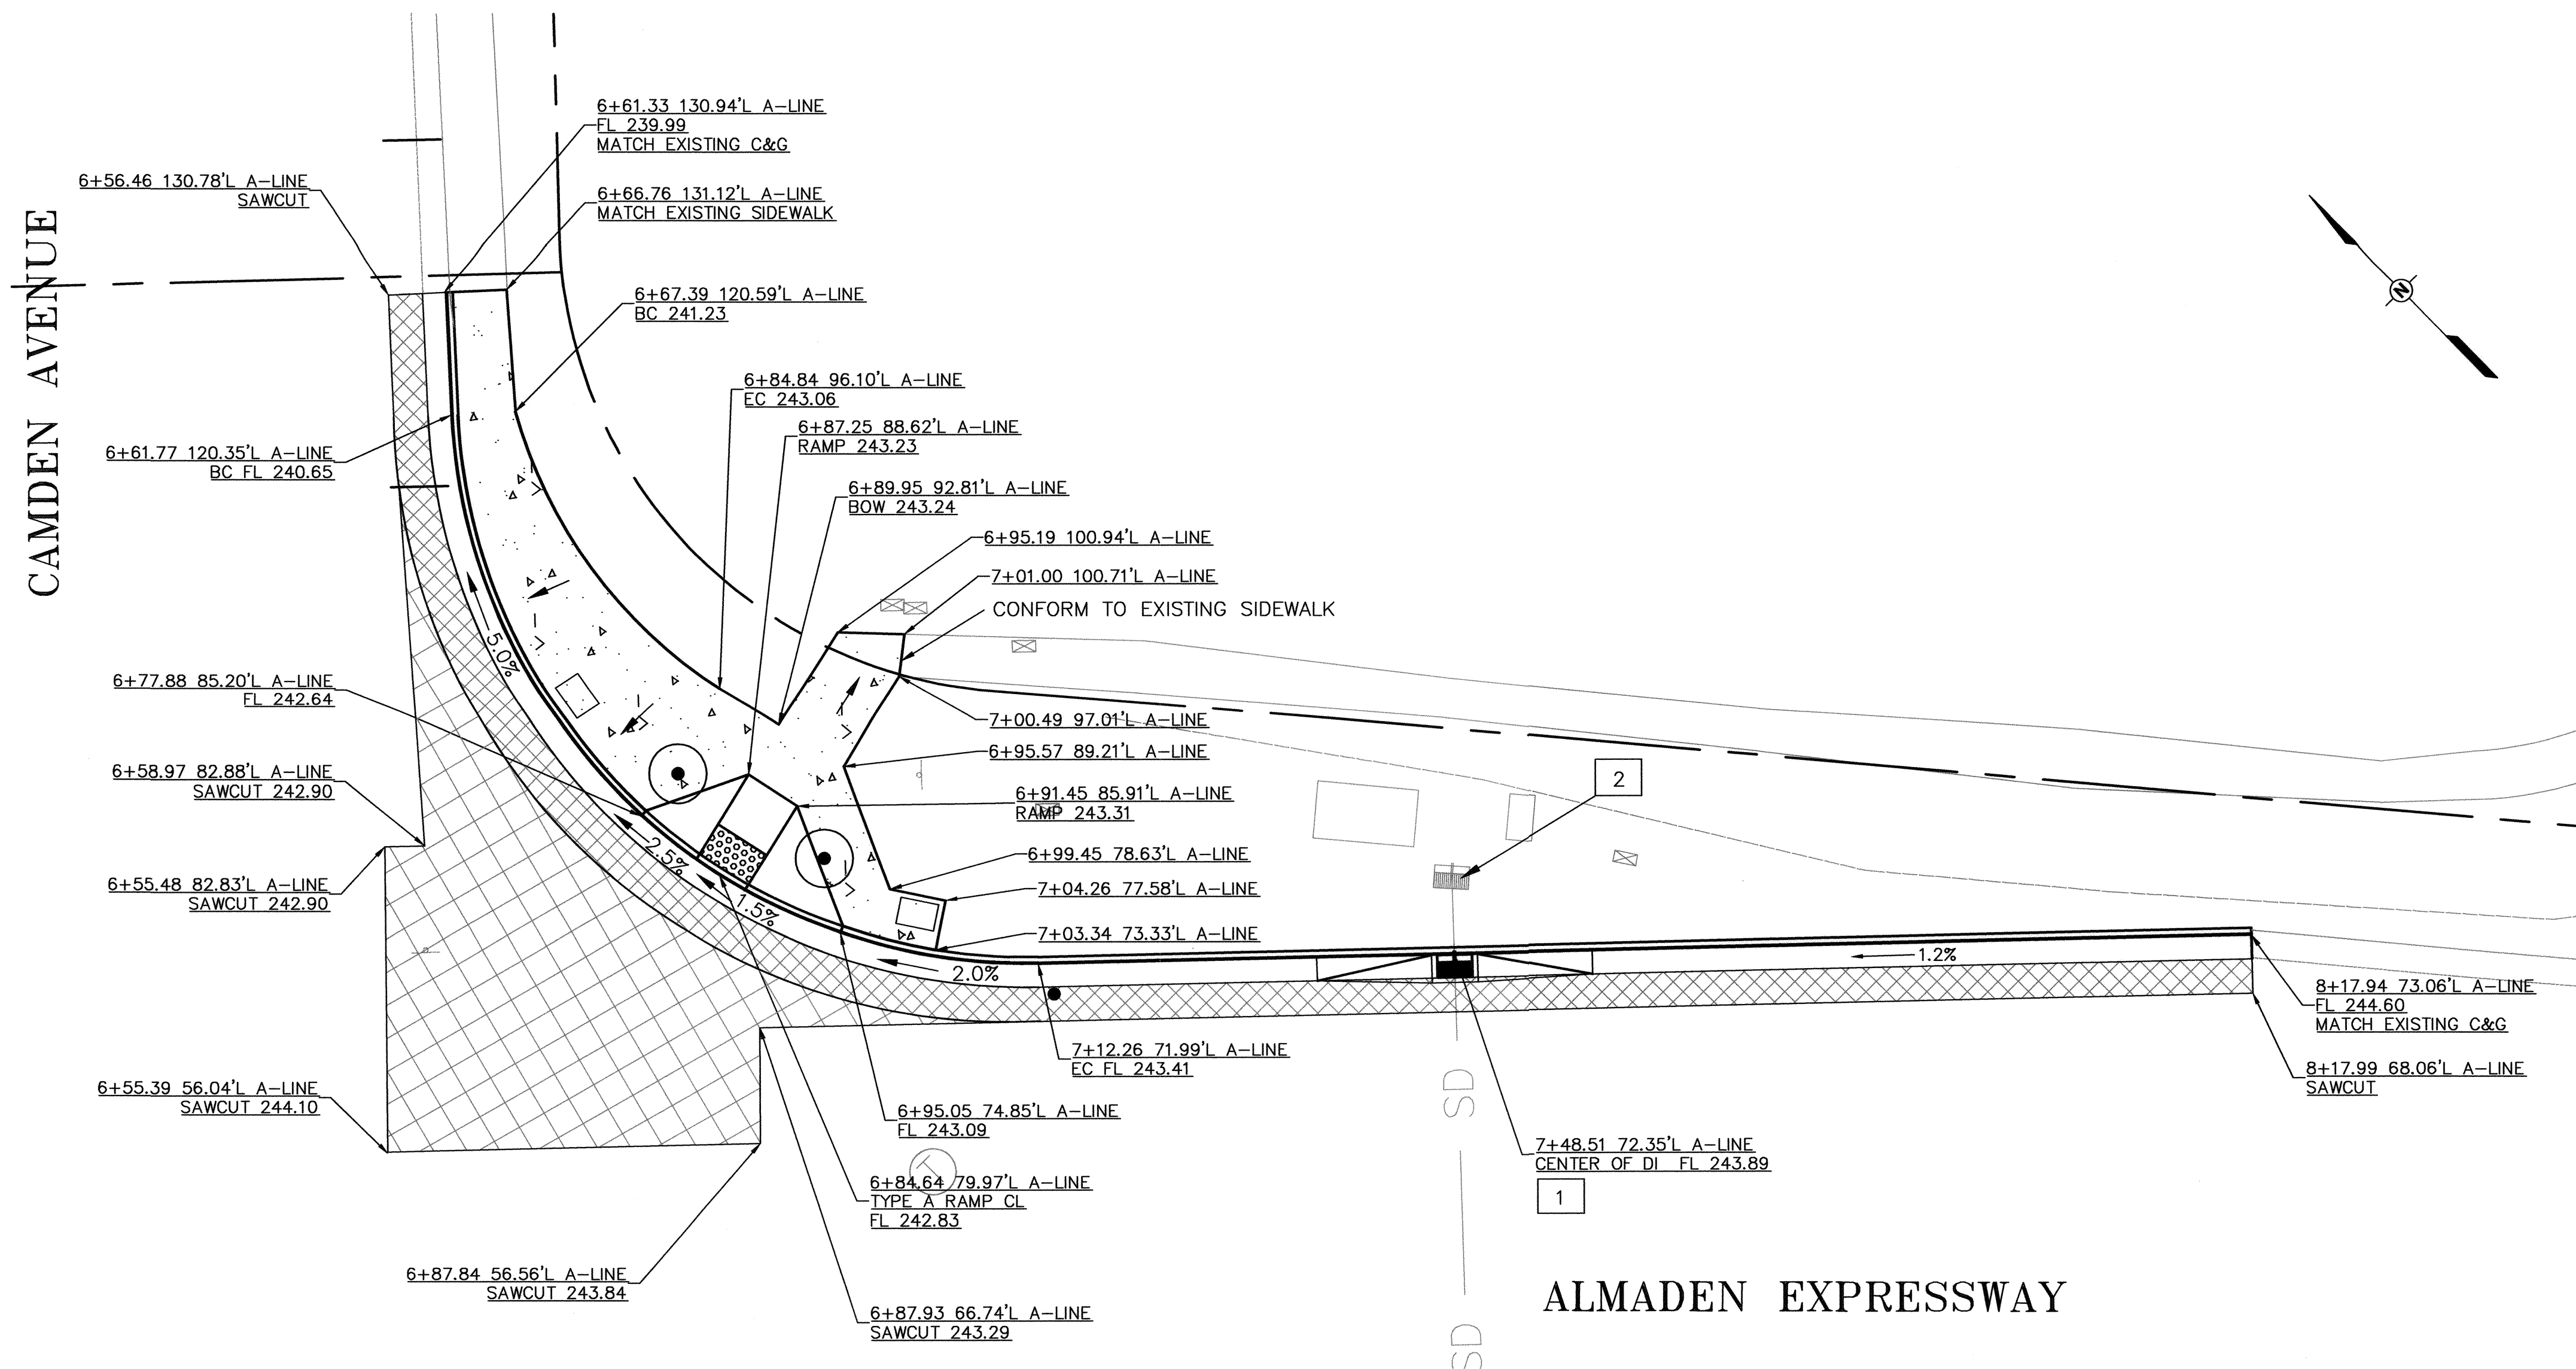 CAMDEN AVENUE
6+61.33 130.94'L A-LINE
FL 239.99
MATCH EXISTING C&G
6+56.46 130.78'L A-LINE
SAWCUT
6+66.76 131.12'L A-LINE
MATCH EXISTING SIDEWALK
6+67.39 120.59'L A-LINE
BC 241.23
6+84.84 96.10'L A-LINE
EC 243.06
6+87.25 88.62'L A-LINE
RAMP 243.23
6+61.77 120.35'L A-LINE
BC FL 240.65
6+89.95 92.81'L A-LINE
BOW 243.24
6+95.19 100.94'L A-LINE
7+01.00 100.71'L A-LINE
CONFORM TO EXISTING SIDEWALK
N
5.0%
6+77.88 85.20'L A-LINE
FL 242.64
7+00.49 97.01'L A-LINE
6+95.57 89.21'L A-LINE
6+58.97 82.88'L A-LINE
SAWCUT 242.90
6+91.45 85.91'L A-LINE
RAMP 243.31
2
2.5%
6+99.45 78.63'L A-LINE
6+55.48 82.83'L A-LINE
SAWCUT 242.90
7+04.26 77.58'L A-LINE
1.5%
7+03.34 73.33'L A-LINE
2.0%
1.2%
8+17.94 73.06'L A-LINE
FL 244.60
MATCH EXISTING C&G
7+12.26 71.99'L A-LINE
EC FL 243.41
8+17.99 68.06'L A-LINE
SAWCUT
6+55.39 56.04'L A-LINE
SAWCUT 244.10
SD
6+95.05 74.85'L A-LINE
FL 243.09
7+48.51 72.35'L A-LINE
CENTER OF DI FL 243.89
1
T
6+84.64 79.97'L A-LINE
TYPE A RAMP CL
FL 242.83
6+87.84 56.56'L A-LINE
SAWCUT 243.84
6+87.93 66.74'L A-LINE
SAWCUT 243.29
SD
ALMADEN EXPRESSWAY